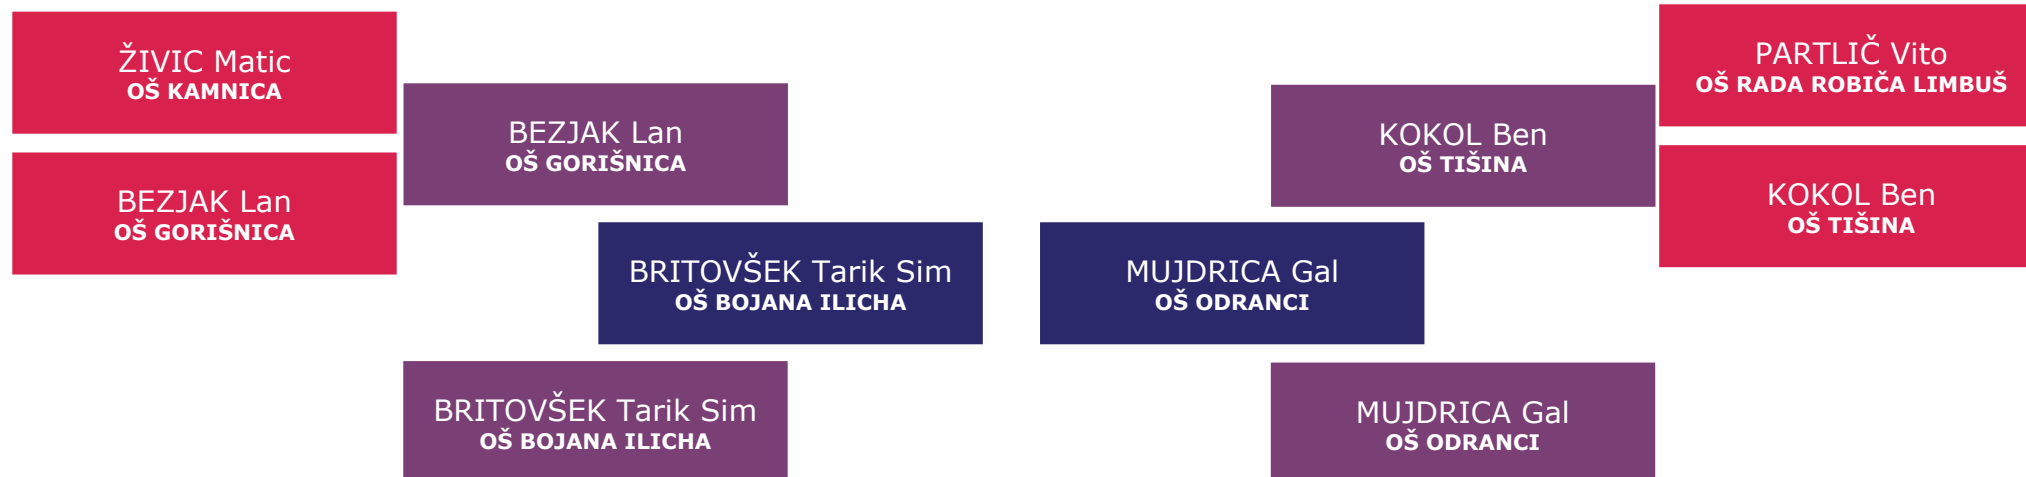 ŽIVIC Matic
OŠ KAMNICA
BEZJAK Lan
OŠ GORIŠNICA
BEZJAK Lan
OŠ GORIŠNICA
BRITOVŠEK Tarik Sim
OŠ BOJANA ILICHA
BRITOVŠEK Tarik Sim
OŠ BOJANA ILICHA
PARTLIČ Vito
OŠ RADA ROBIČA LIMBUŠ
KOKOL Ben
OŠ TIŠINA
KOKOL Ben
OŠ TIŠINA
MUJDRICA Gal
OŠ ODRANCI
MUJDRICA Gal
OŠ ODRANCI